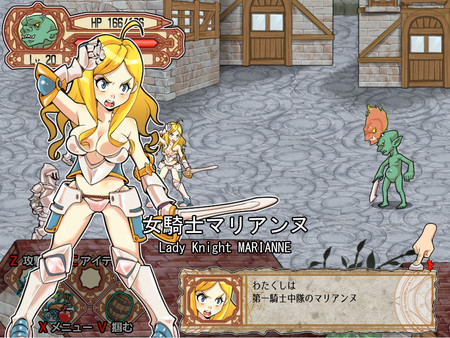 HP 166/166
Lv 20
女騎士マリアンヌ
Lady Knight MARIANNE
Z 攻撃
アイテ
X メニュー V 掴む
わたくしは
第一騎士中隊のマリアンヌ